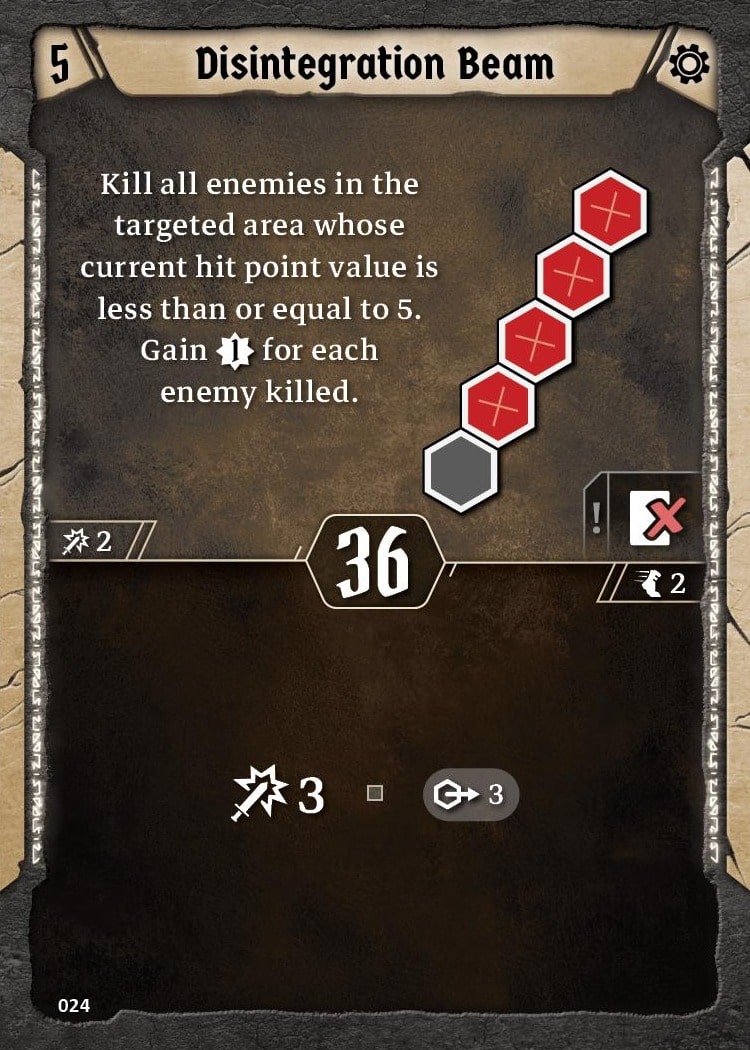 5
Disintegration Beam
Kill all enemies in the
targeted area whose
current hit point value is
less than or equal to 5.
Gain 1 for each
enemy killed.
2
36
!
2
3
3
024